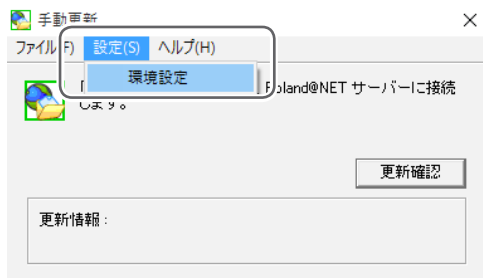 手動更新
ファイル(F) 設定(S) ヘルプ(H)
環境設定
Roland@NET サーバーに接続
します。
更新確認
更新情報 :